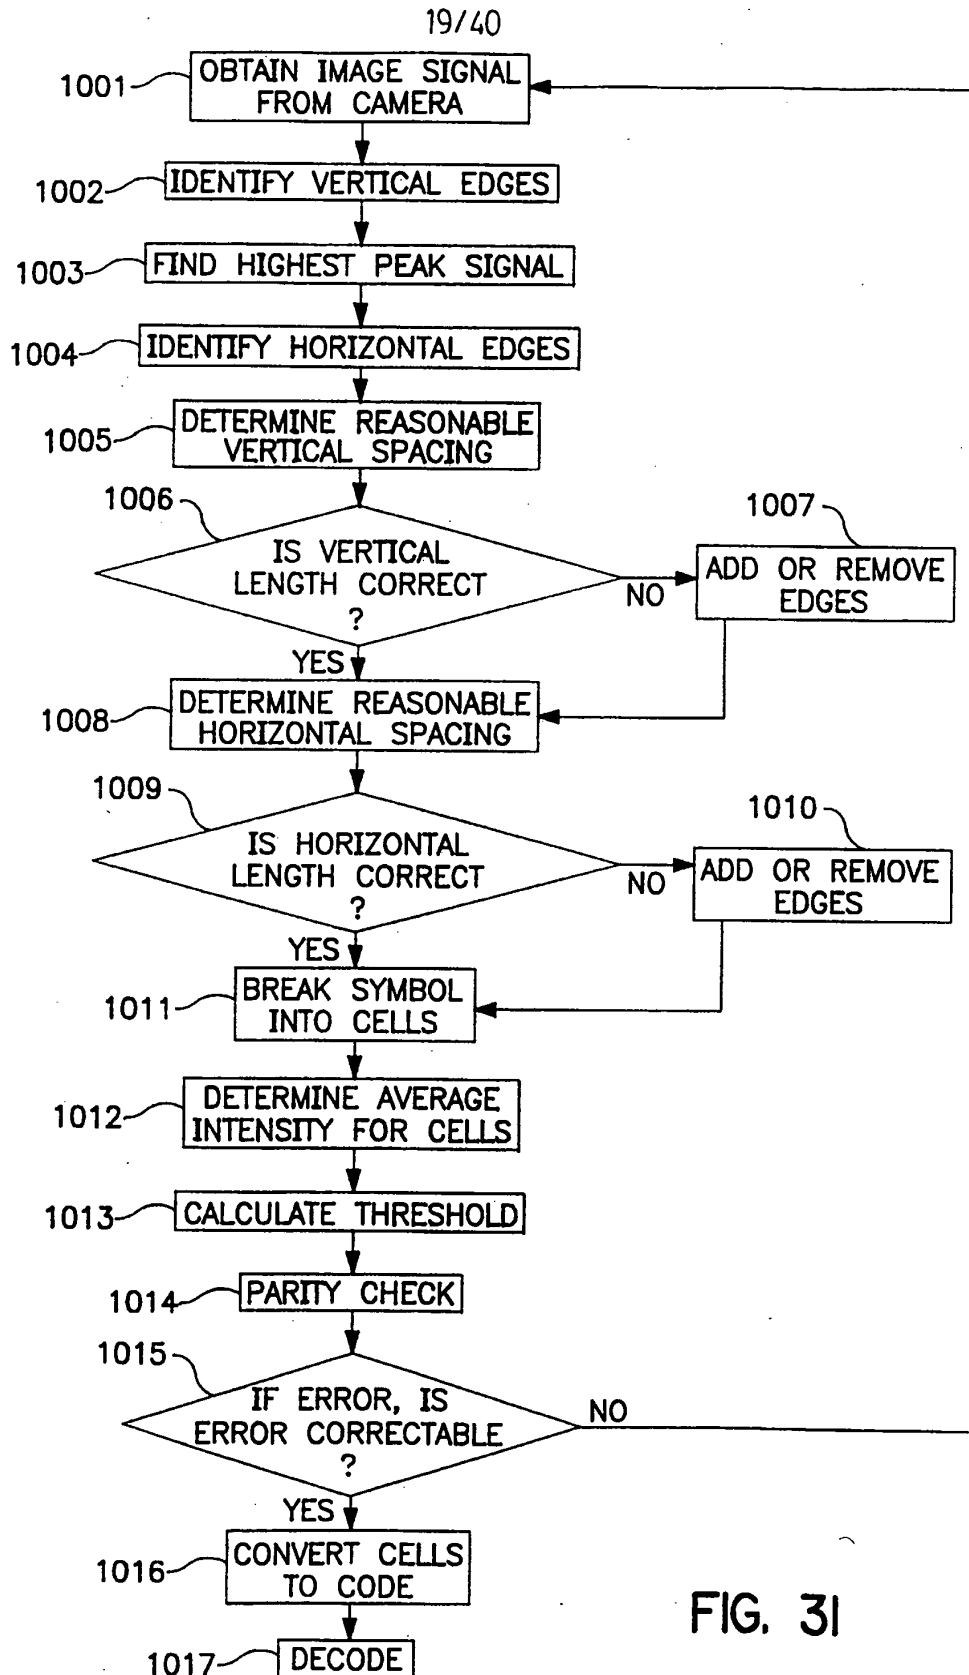 19/40
1001
OBTAIN IMAGE SIGNAL
FROM CAMERA
1002
IDENTIFY VERTICAL EDGES
1003
FIND HIGHEST PEAK SIGNAL
1004
IDENTIFY HORIZONTAL EDGES
1005
DETERMINE REASONABLE
VERTICAL SPACING
1006
IS VERTICAL
LENGTH CORRECT
?
NO
1007
ADD OR REMOVE
EDGES
YES
1008
DETERMINE REASONABLE
HORIZONTAL SPACING
1009
IS HORIZONTAL
LENGTH CORRECT
?
NO
1010
ADD OR REMOVE
EDGES
YES
1011
BREAK SYMBOL
INTO CELLS
1012
DETERMINE AVERAGE
INTENSITY FOR CELLS
1013
CALCULATE THRESHOLD
1014
PARITY CHECK
1015
IF ERROR, IS
ERROR CORRECTABLE
?
NO
YES
1016
CONVERT CELLS
TO CODE
1017
DECODE
FIG. 31